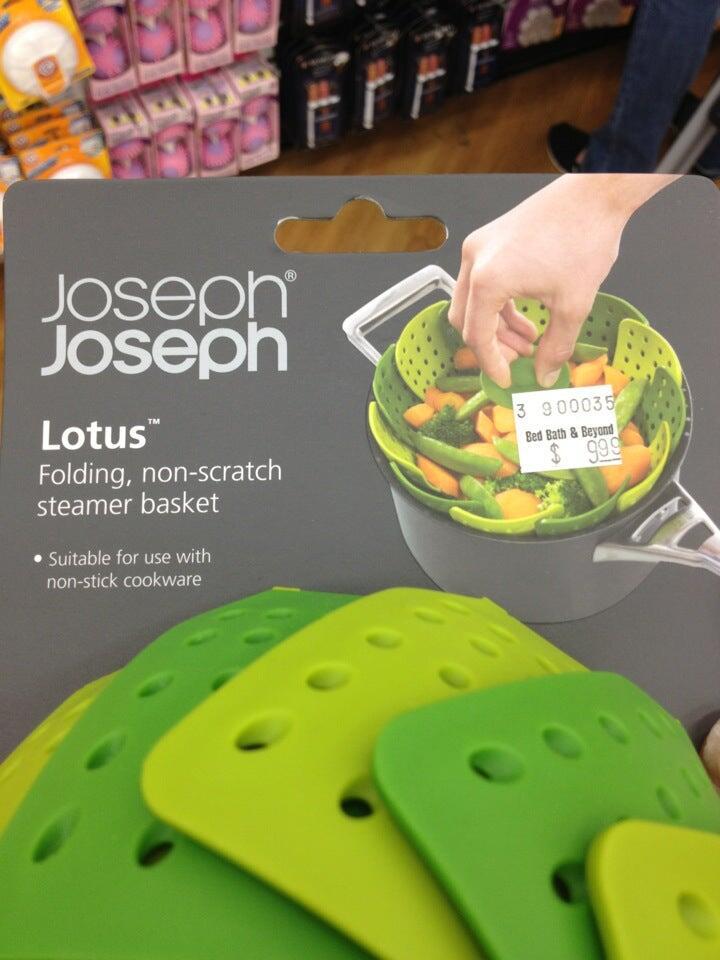 Joseph®
Joseph
Lotus™
Folding, non-scratch
steamer basket
• Suitable for use with
non-stick cookware
3 900035
Bed Bath & Beyond
$ 999